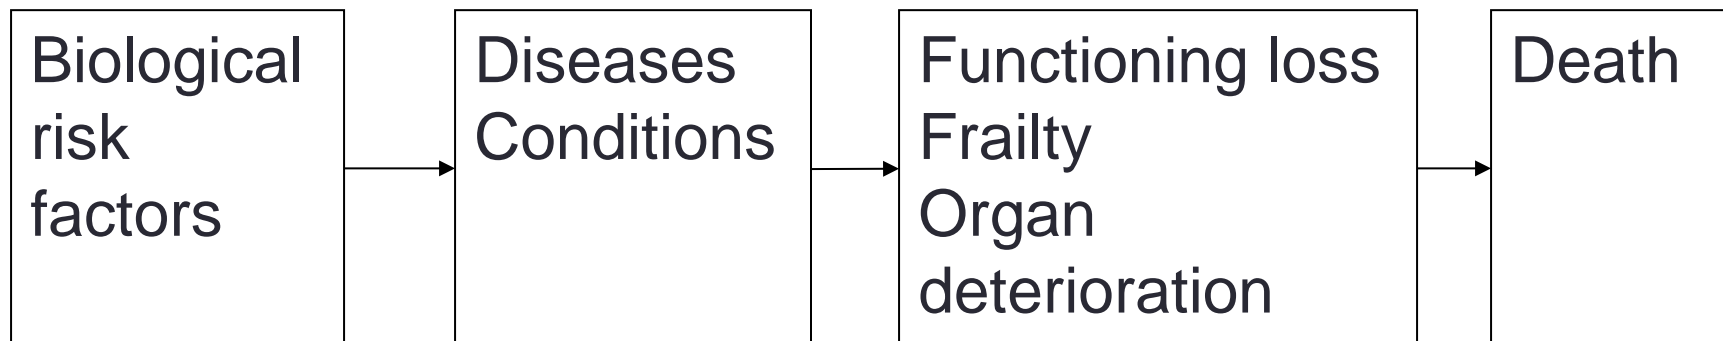 Biological
risk
factors
Diseases
Conditions
Functioning loss
Frailty
Organ
deterioration
Death